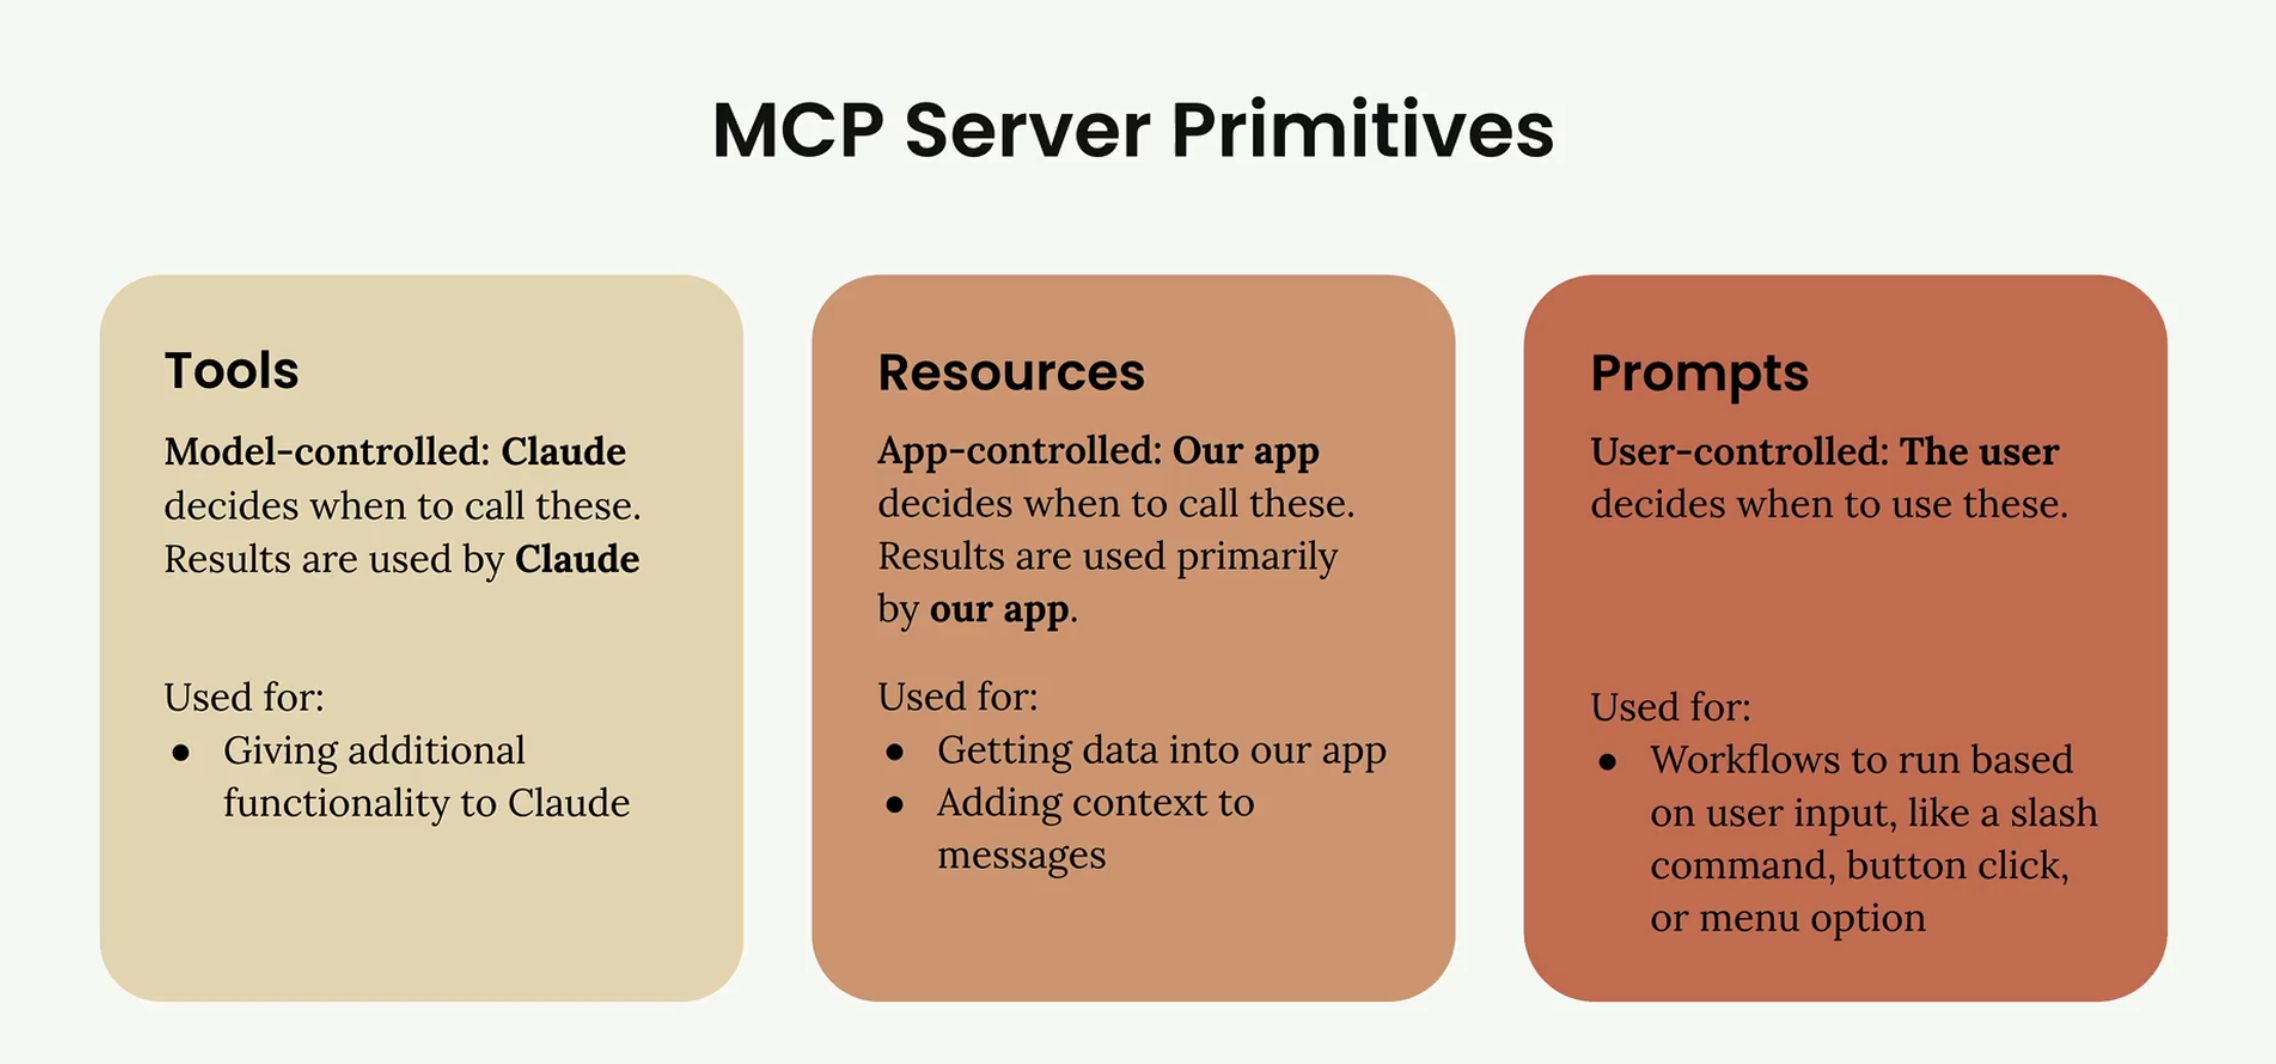 MCP Server Primitives
Tools
Model-controlled: Claude
decides when to call these.
Results are used by Claude
Used for:
● Giving additional
functionality to Claude
Resources
App-controlled: Our app
decides when to call these.
Results are used primarily
by our app.
Used for:
● Getting data into our app
● Adding context to
messages
Prompts
User-controlled: The user
decides when to use these.
Used for:
● Workflows to run based
on user input, like a slash
command, button click,
or menu option